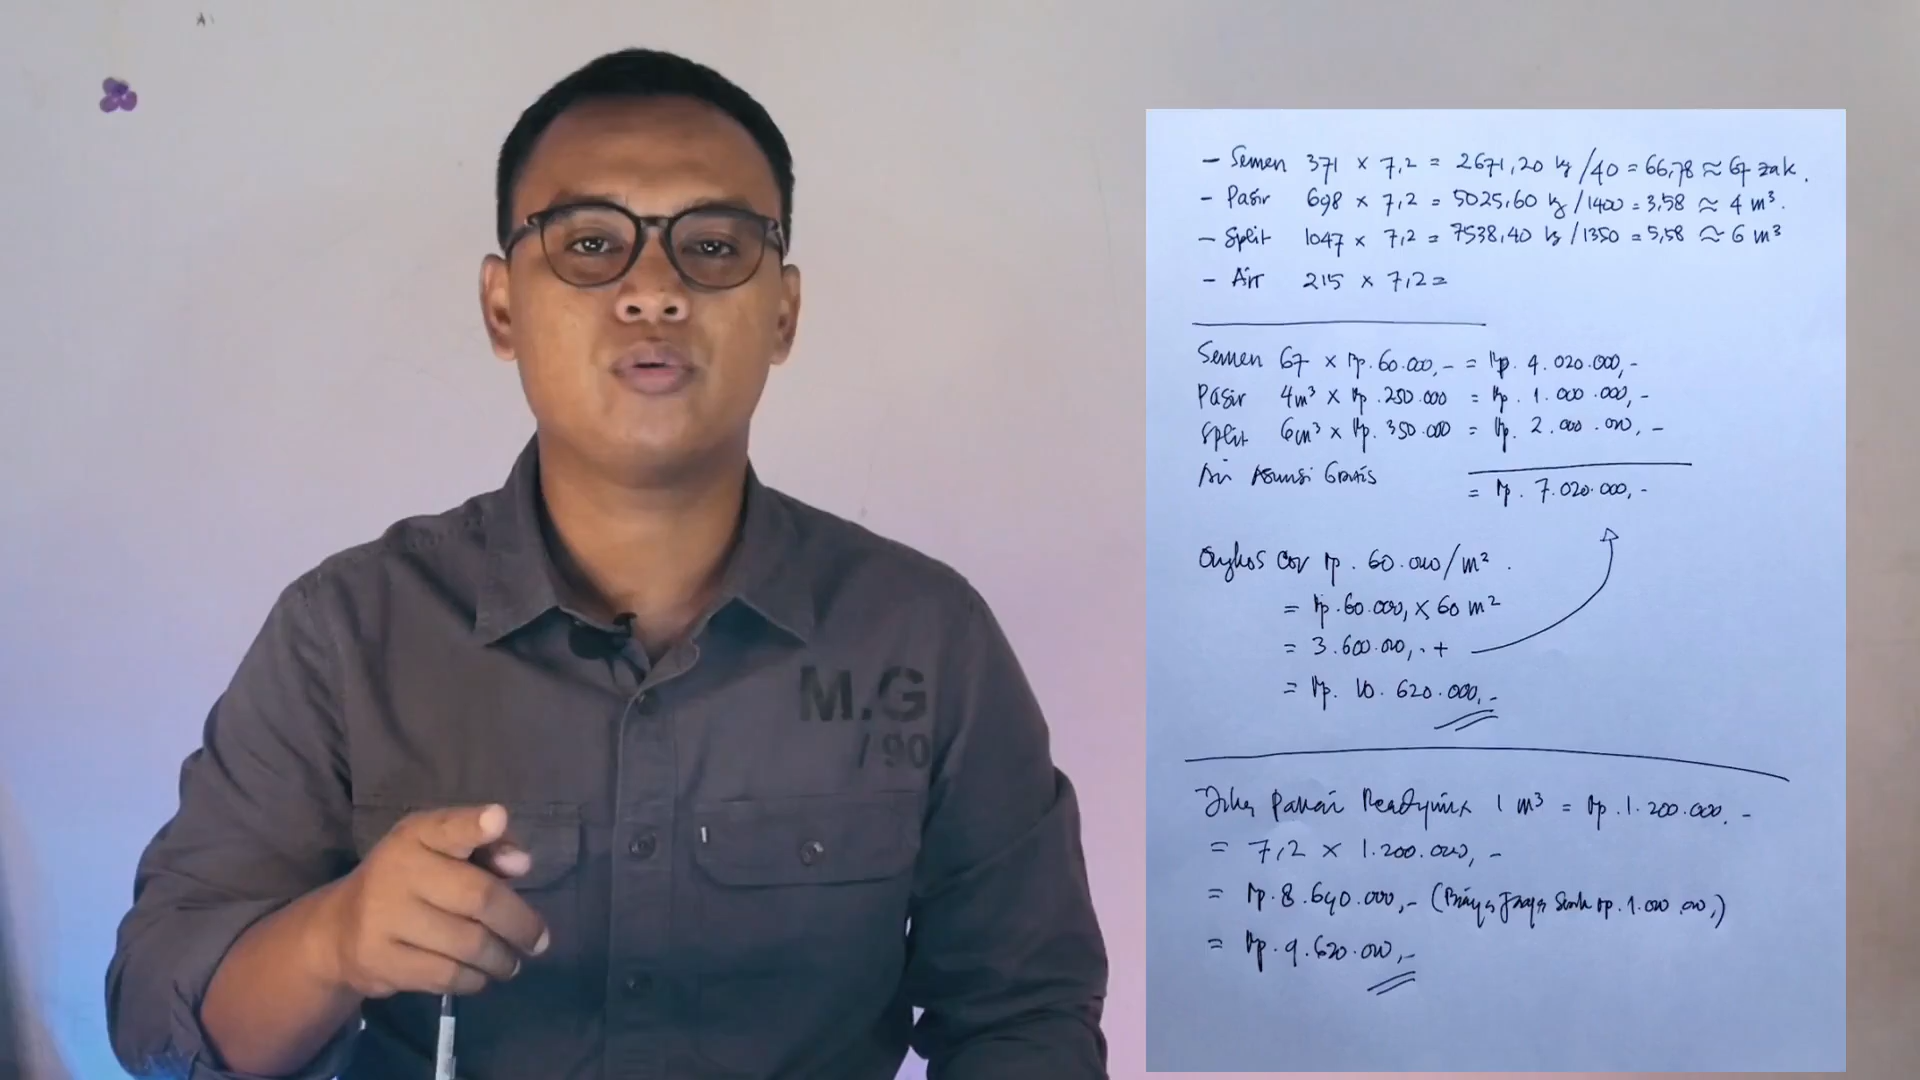 M.G
/90
- Semen 371 x 7,2 = 2671,20 kg/40 = 66,78 ≈ 67 zak.
- Pasir 698 x 7,2 = 5025,60 kg/1400 = 3,58 ≈ 4 m³.
- Split 1047 x 7,2 = 7538,40 kg/1350 = 5,58 ≈ 6 m³
- Air 215 x 7,2 =
Semen 67 x Rp. 60.000,- = Rp. 4.020.000,-
Pasir 4m³ x Rp. 250.000 = Rp. 1.000.000,-
Split 6m³ x Rp. 350.000 = Rp. 2.000.000,-
Air Asumsi Gratis
= Rp. 7.020.000,-
Ongkos Cor Rp. 60.000/m².
= Rp. 60.000, x 60 m²
= 3.600.000,- +
= Rp. 10.620.000,-
Jika Pakai Readymix 1 m³ = Rp. 1.200.000,-
= 7,2 x 1.200.000,-
= Rp. 8.640.000,- (Biaya Rp. 1.000.000,)
= Rp. 9.620.000,-